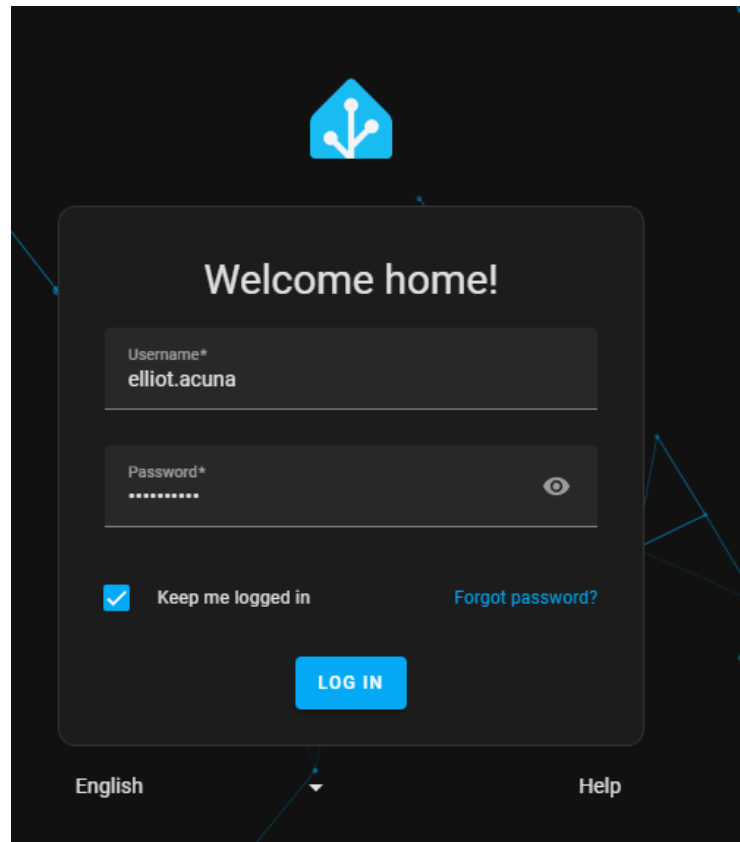 Welcome home!
Username*
elliot.acuna
Password*
••••••••••
Keep me logged in
Forgot password?
LOG IN
English
Help